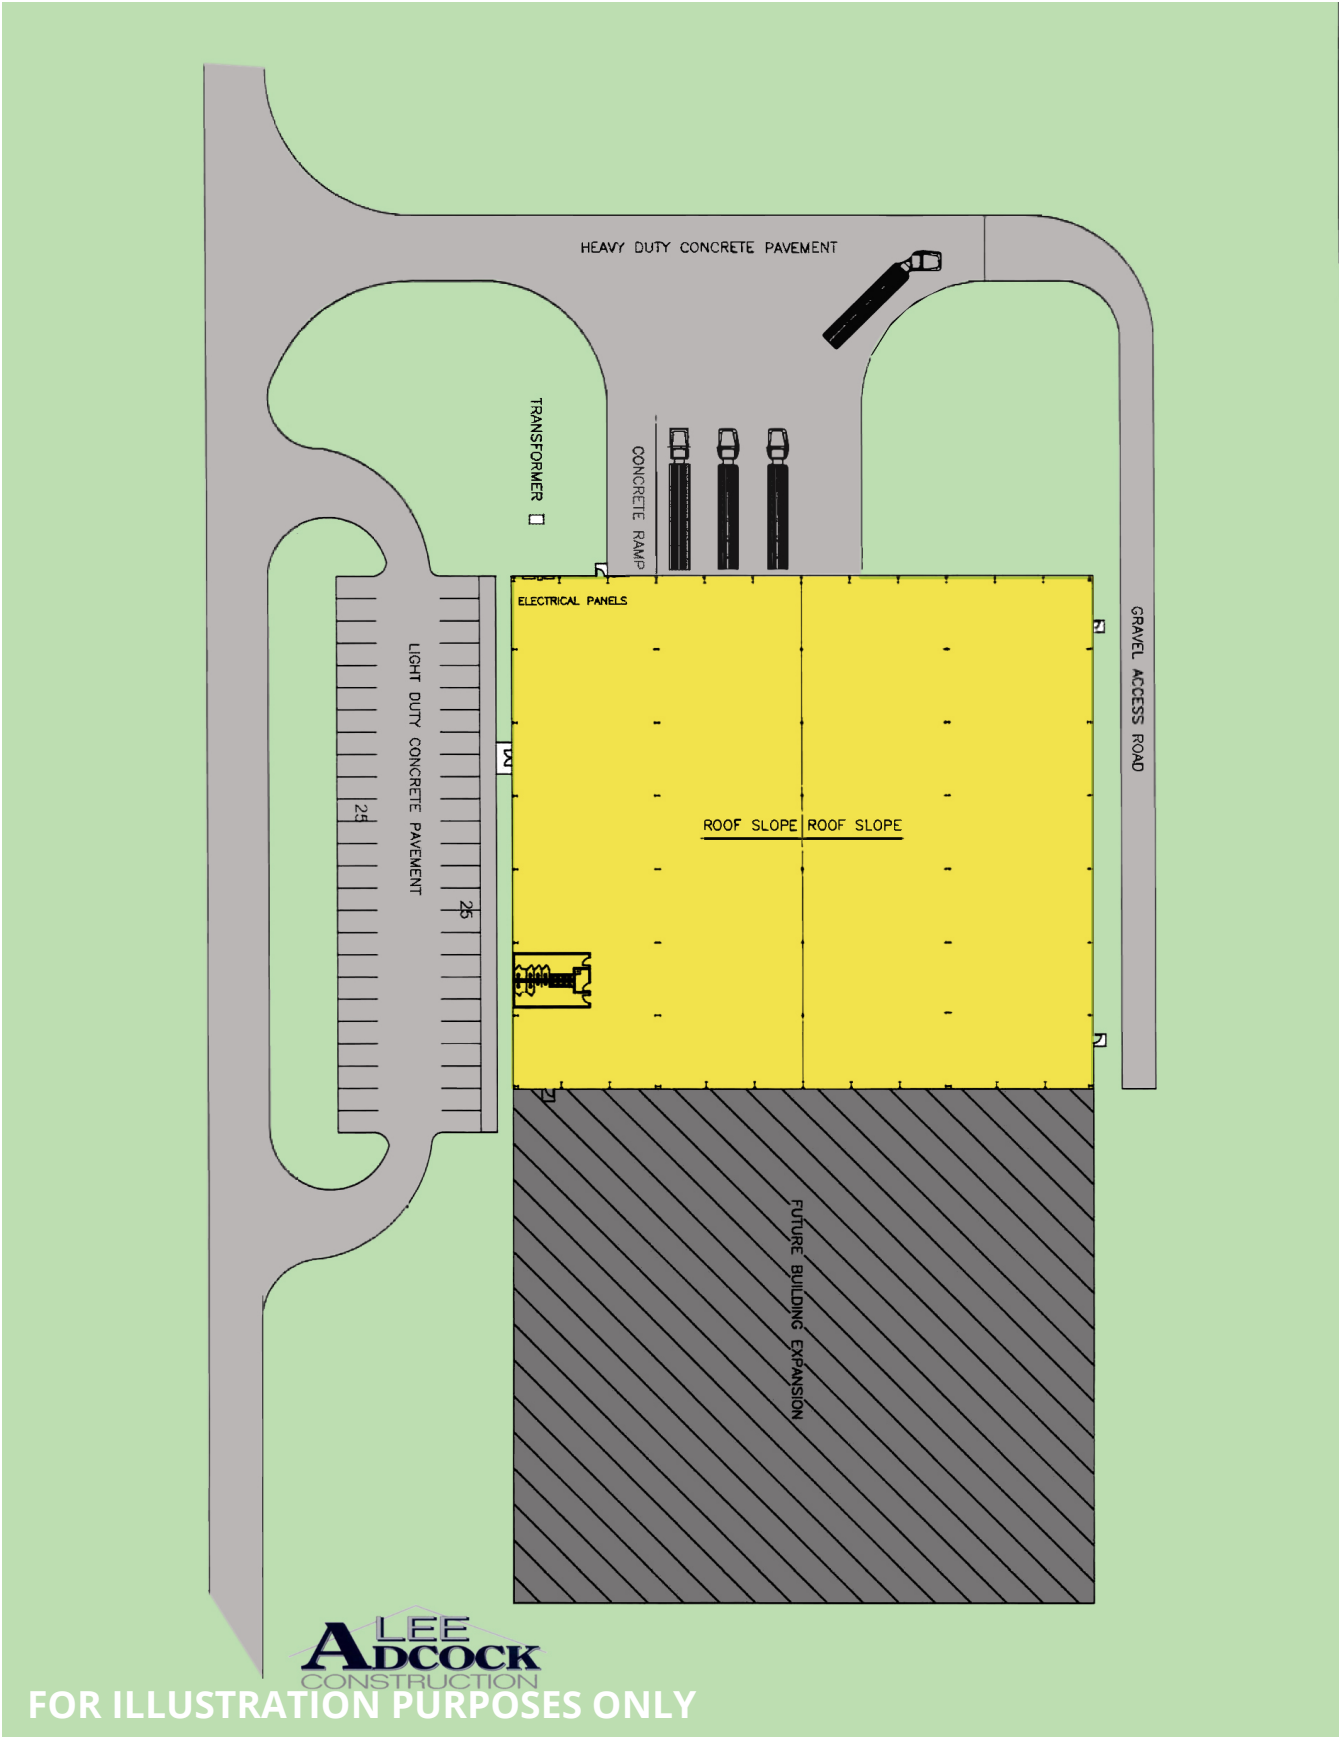 HEAVY DUTY CONCRETE PAVEMENT
TRANSFORMER
CONCRETE RAMP
ELECTRICAL PANELS
GRAVEL ACCESS ROAD
LIGHT DUTY CONCRETE PAVEMENT
25
25
ROOF SLOPE
ROOF SLOPE
FUTURE BUILDING EXPANSION
LEE
ADCOCK
CONSTRUCTION
FOR ILLUSTRATION PURPOSES ONLY